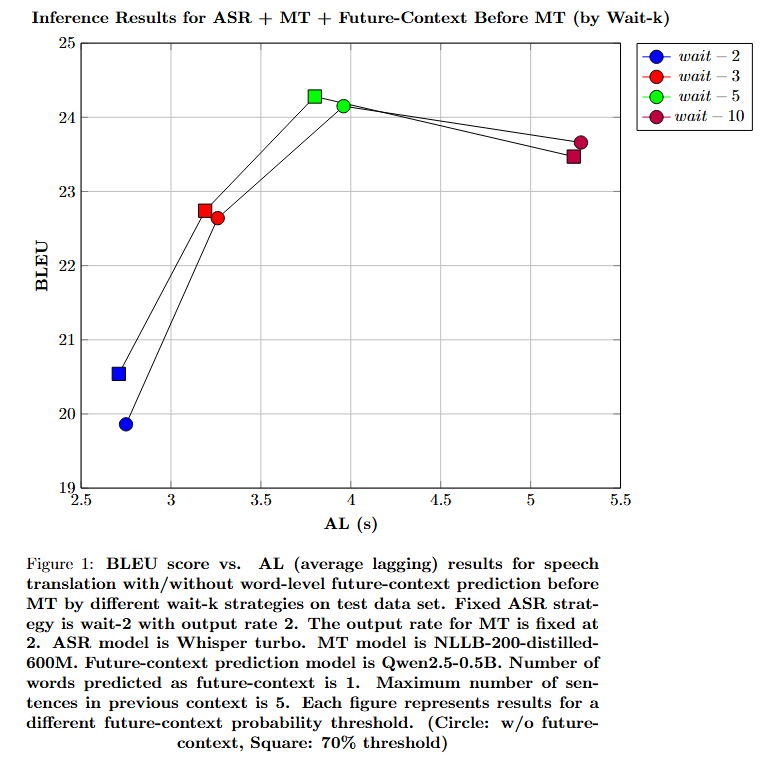 Inference Results for ASR + MT + Future-Context Before MT (by Wait-k)
25
24
23
22
21
20
19
BLEU
2.5 3 3.5 4 4.5 5 5.5
AL (s)
wait − 2
wait − 3
wait − 5
wait − 10
Figure 1: BLEU score vs. AL (average lagging) results for speech
translation with/without word-level future-context prediction before
MT by different wait-k strategies on test data set. Fixed ASR strat-
egy is wait-2 with output rate 2. The output rate for MT is fixed at
2. ASR model is Whisper turbo. MT model is NLLB-200-distilled-
600M. Future-context prediction model is Qwen2.5-0.5B. Number of
words predicted as future-context is 1. Maximum number of sen-
tences in previous context is 5. Each figure represents results for a
different future-context probability threshold. (Circle: w/o future-
context, Square: 70% threshold)